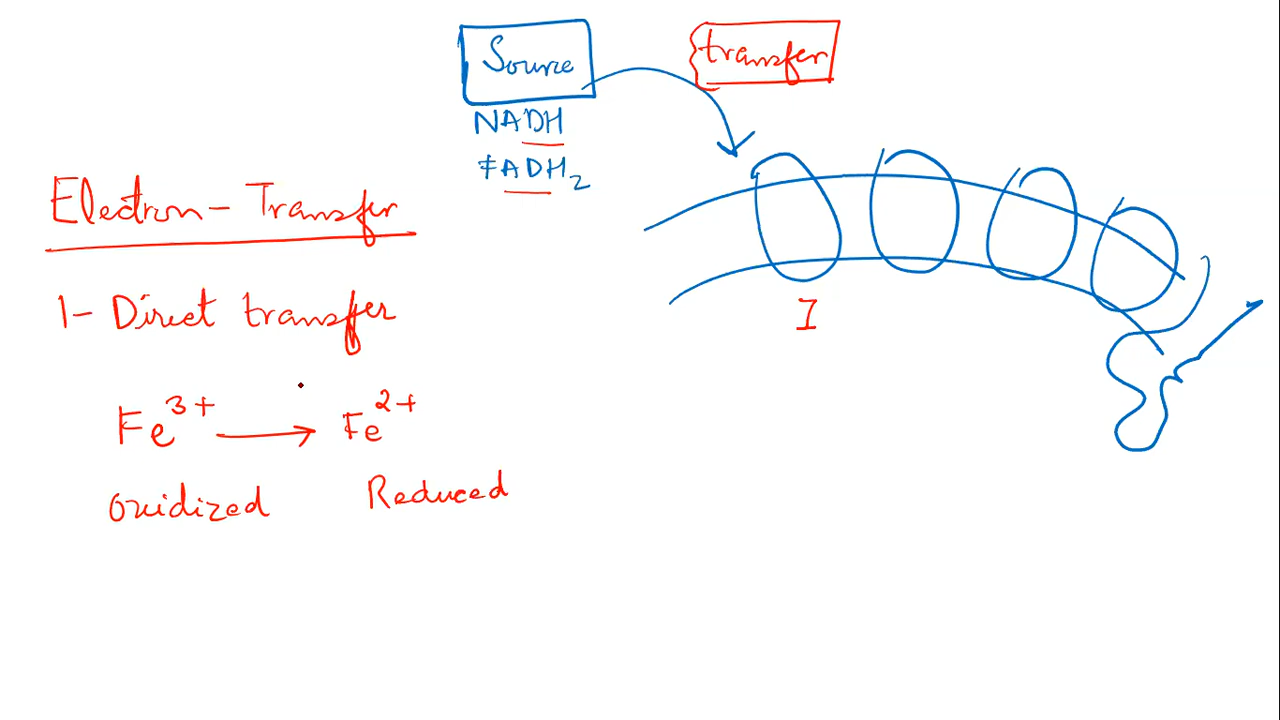 Source
transfer
NADH
FADH2
Electron-Transfer
1- Direct transfer
I
Fe3+ → Fe2+
Oxidized Reduced